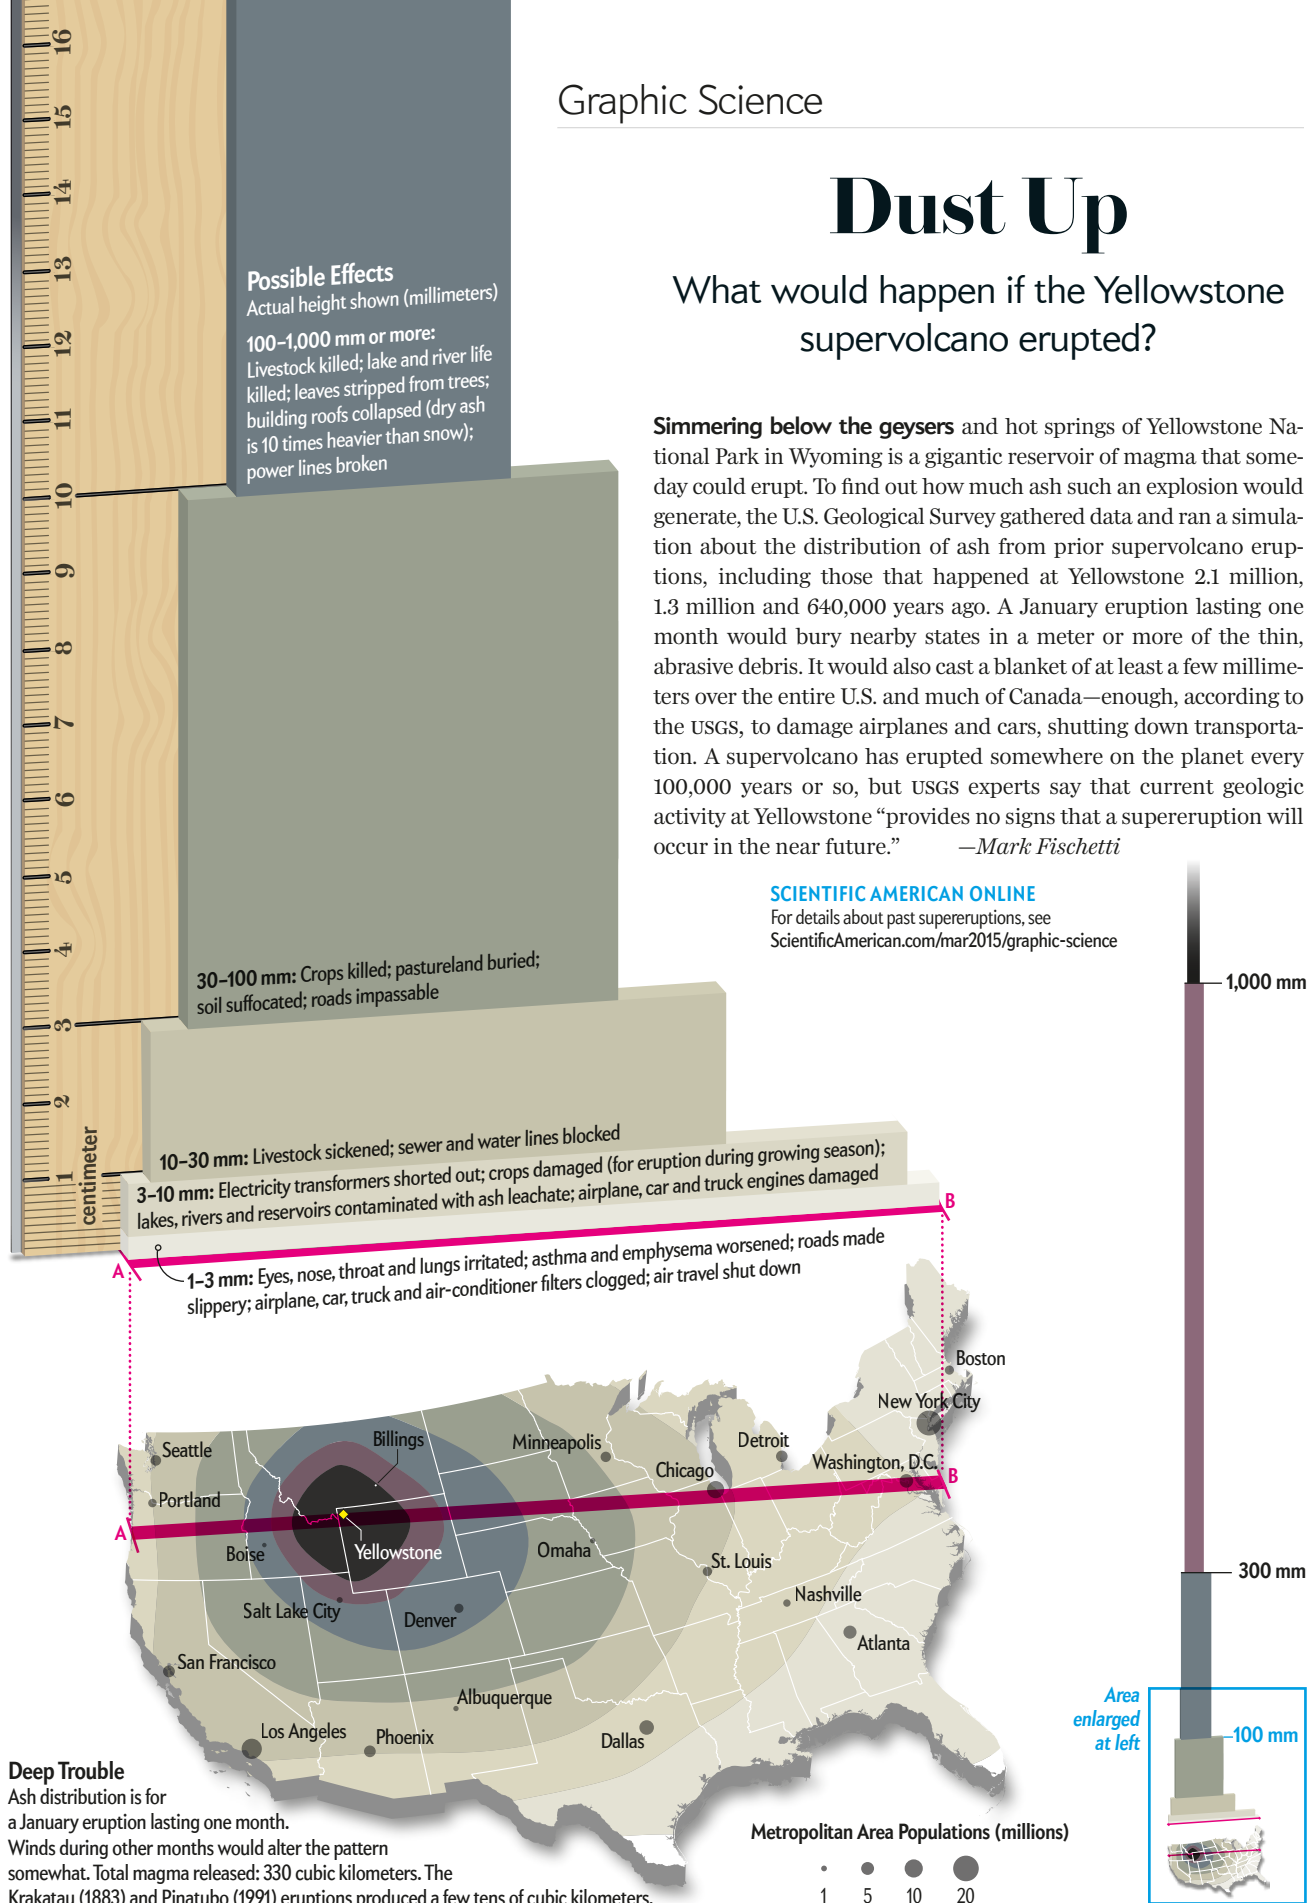 16
15
14
13
12
11
10
9
8
7
6
5
4
3
2
1
centimeter
Graphic Science
Dust Up
What would happen if the Yellowstone
supervolcano erupted?
Simmering below the geysers and hot springs of Yellowstone Na-
tional Park in Wyoming is a gigantic reservoir of magma that some-
day could erupt. To find out how much ash such an explosion would
generate, the U.S. Geological Survey gathered data and ran a simula-
tion about the distribution of ash from prior supervolcano erup-
tions, including those that happened at Yellowstone 2.1 million,
1.3 million and 640,000 years ago. A January eruption lasting one
month would bury nearby states in a meter or more of the thin,
abrasive debris. It would also cast a blanket of at least a few millime-
ters over the entire U.S. and much of Canada—enough, according to
the USGS, to damage airplanes and cars, shutting down transporta-
tion. A supervolcano has erupted somewhere on the planet every
100,000 years or so, but USGS experts say that current geologic
activity at Yellowstone “provides no signs that a supereruption will
occur in the near future.” —Mark Fischetti
SCIENTIFIC AMERICAN ONLINE
For details about past supereruptions, see
ScientificAmerican.com/mar2015/graphic-science
Possible Effects
Actual height shown (millimeters)
100–1,000 mm or more:
Livestock killed; lake and river life
killed; leaves stripped from trees;
building roofs collapsed (dry ash
is 10 times heavier than snow);
power lines broken
30–100 mm: Crops killed; pastureland buried;
soil suffocated; roads impassable
10–30 mm: Livestock sickened; sewer and water lines blocked
3–10 mm: Electricity transformers shorted out; crops damaged (for eruption during growing season);
lakes, rivers and reservoirs contaminated with ash leachate; airplane, car and truck engines damaged
1–3 mm: Eyes, nose, throat and lungs irritated; asthma and emphysema worsened; roads made
slippery; airplane, car, truck and air-conditioner filters clogged; air travel shut down
A
B
1,000 mm
300 mm
100 mm
Area
enlarged
at left
Boston
New York City
Billings
Seattle
Minneapolis
Detroit
Chicago
Washington, D.C.
B
Portland
A
Boise
Yellowstone
Omaha
St. Louis
Nashville
Salt Lake City
Denver
Atlanta
San Francisco
Albuquerque
Los Angeles
Phoenix
Dallas
Deep Trouble
Ash distribution is for
a January eruption lasting one month.
Winds during other months would alter the pattern
somewhat. Total magma released: 330 cubic kilometers. The
Krakatau (1883) and Pinatubo (1991) eruptions produced a few tens of cubic kilometers.
Metropolitan Area Populations (millions)
1 5 10 20